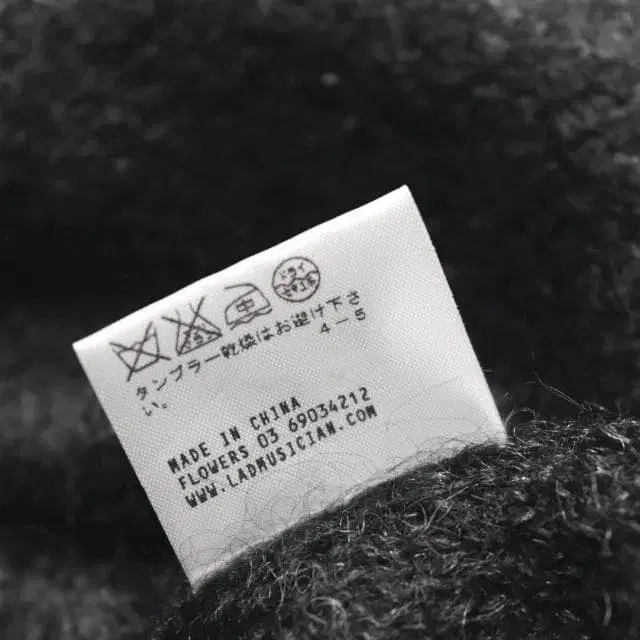 タンブラー乾燥はお避け下さ
い。 4-5
MADE IN CHINA
FLOWERS 03 69034212
WWW.LADMUSICIAN.COM